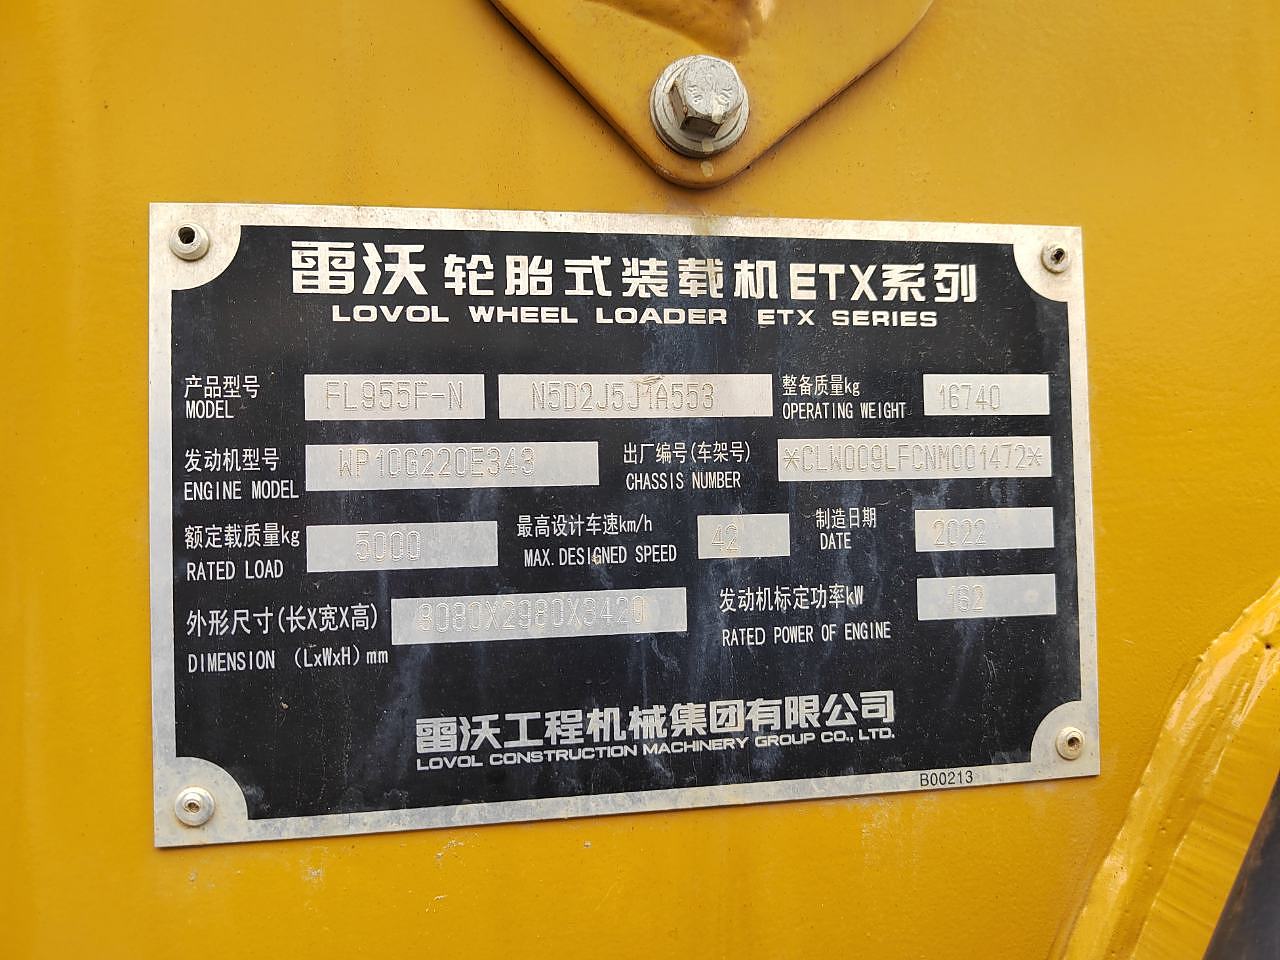 雷沃轮胎式装载机ETX系列
LOVOL WHEEL LOADER ETX SERIES
产品型号 FL955F-N N5D2J5J1A553 整备质量kg 16740
MODEL OPERATING WEIGHT
发动机型号 WP10G220E343 出厂编号(车架号) *CLW009LFCNM001472*
ENGINE MODEL CHASSIS NUMBER
额定载质量kg 5000 最高设计车速km/h 42 制造日期 2022
RATED LOAD MAX. DESIGNED SPEED DATE
外形尺寸(长X宽X高) 8080X2980X3420 发动机标定功率kW 162
DIMENSION (LxWxH) mm RATED POWER OF ENGINE
雷沃工程机械集团有限公司
LOVOL CONSTRUCTION MACHINERY GROUP CO., LTD.
B00213